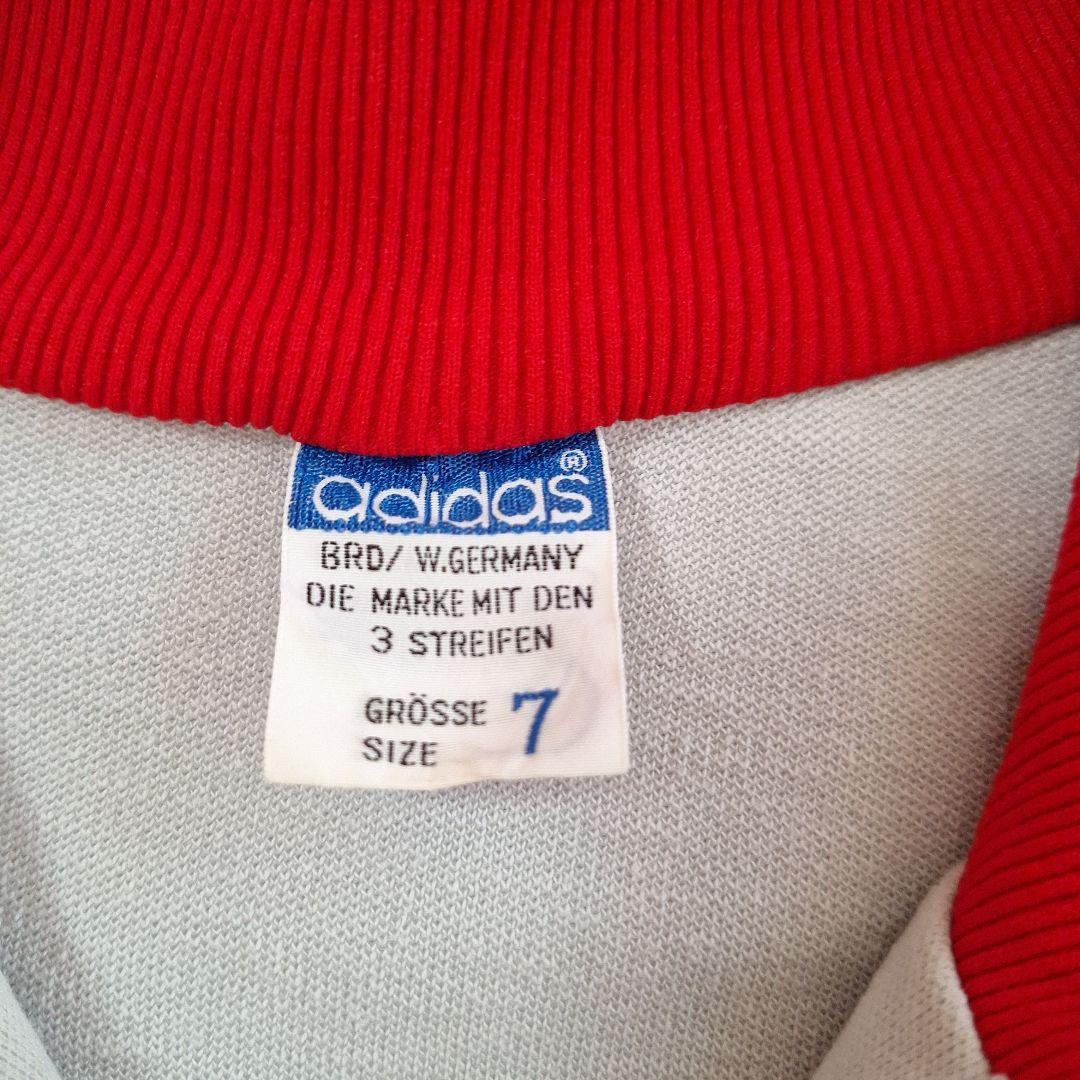 adidas®
BRD/ W.GERMANY
DIE MARKE MIT DEN
3 STREIFEN
GRÖSSE 7
SIZE